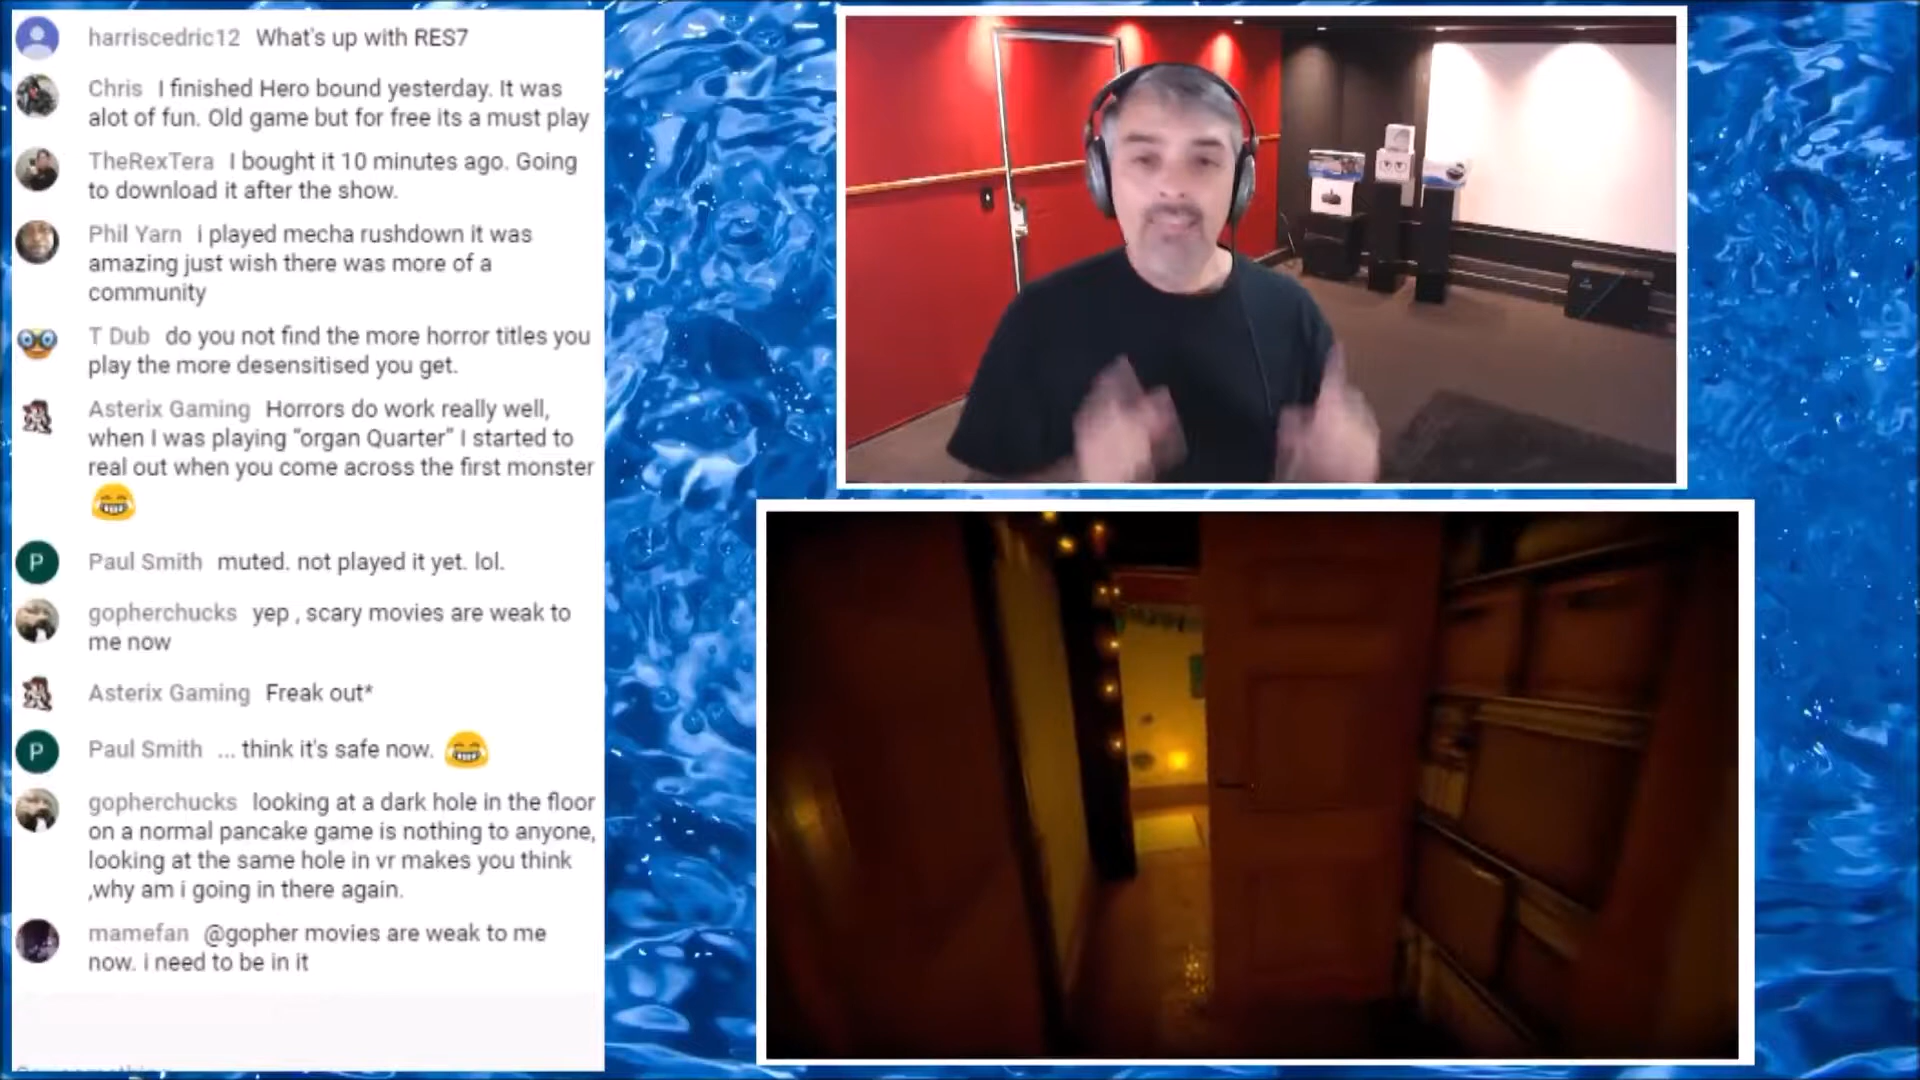 harriscedric12 What's up with RES7
Chris I finished Hero bound yesterday. It was
alot of fun. Old game but for free its a must play
TheRexTera I bought it 10 minutes ago. Going
to download it after the show.
Phil Yarn i played mecha rushdown it was
amazing just wish there was more of a
community
T Dub do you not find the more horror titles you
play the more desensitised you get.
Asterix Gaming Horrors do work really well,
when I was playing “organ Quarter” I started to
real out when you come across the first monster
P Paul Smith muted. not played it yet. lol.
gopherchucks yep , scary movies are weak to
me now
Asterix Gaming Freak out*
P Paul Smith ... think it's safe now.
gopherchucks looking at a dark hole in the floor
on a normal pancake game is nothing to anyone,
looking at the same hole in vr makes you think
,why am i going in there again.
mamefan @gopher movies are weak to me
now. i need to be in it